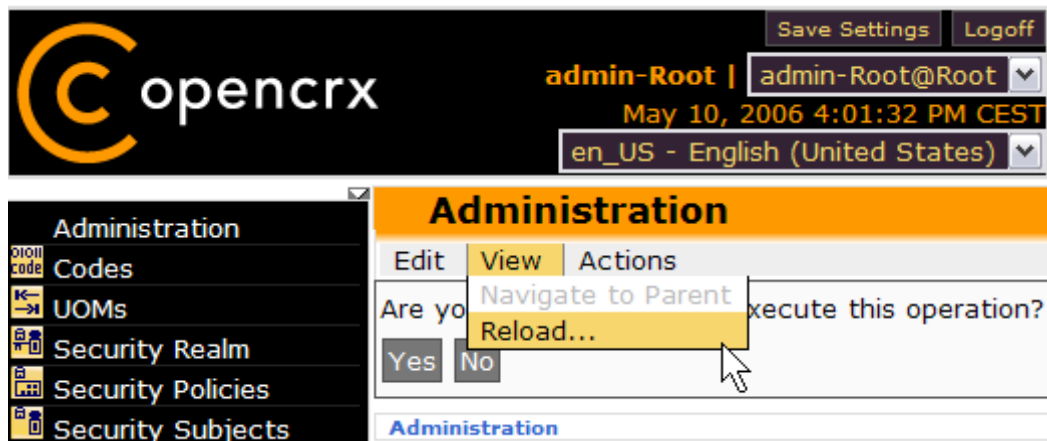 Save Settings Logoff
opencrx
admin-Root | admin-Root@Root
May 10, 2006 4:01:32 PM CEST
en_US - English (United States)
Administration
Codes
UOMs
Security Realm
Security Policies
Security Subjects
Administration
Edit View Actions
Navigate to Parent
Reload...
Are yo xecute this operation?
Yes No
Administration